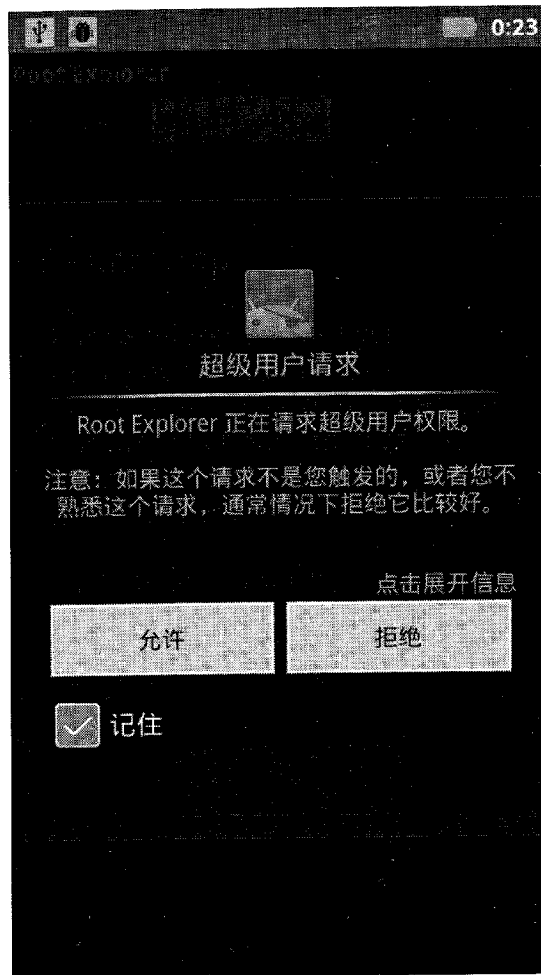 0:23
Root Explorer
超级用户请求
Root Explorer 正在请求超级用户权限。
注意：如果这个请求不是您触发的，或者您不
熟悉这个请求，通常情况下拒绝它比较好。
点击展开信息
允许
拒绝
记住